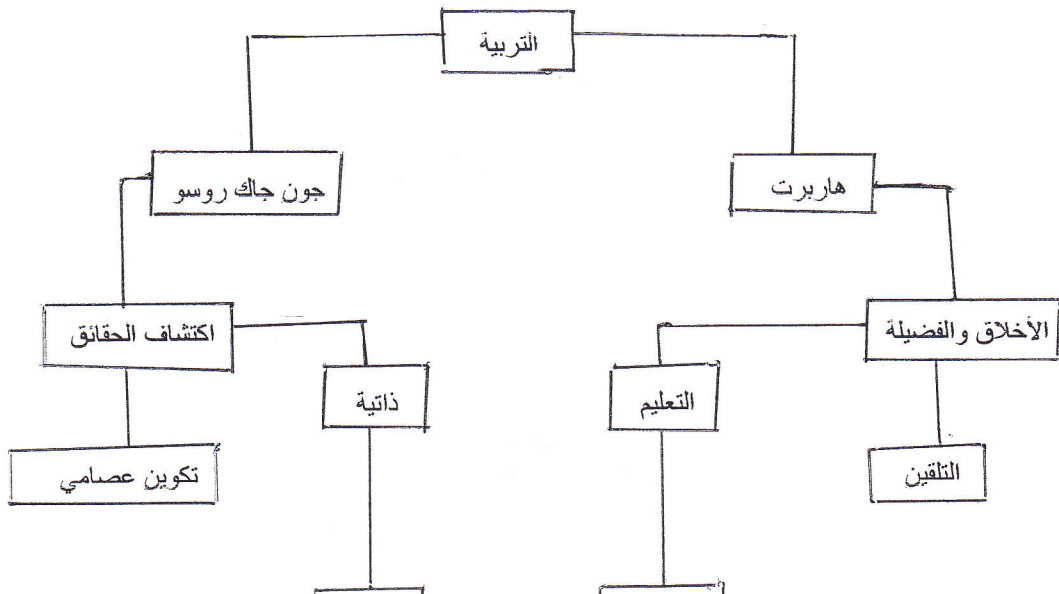 التربية
هاربرت
جون جاك روسو
الأخلاق والفضيلة
اكتشاف الحقائق
التعليم
ذاتية
التلقين
تكوين عصامي